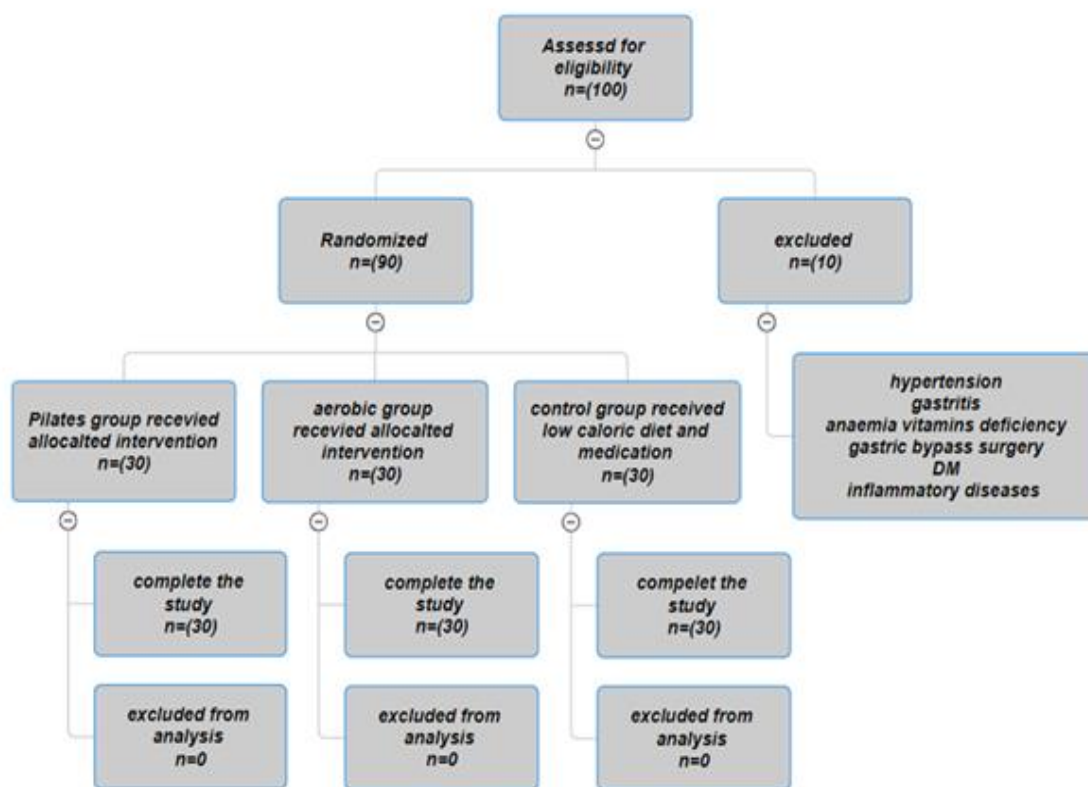 Assessd for
eligibility
n=(100)
Randomized
n=(90)
excluded
n=(10)
Pilates group recevied
allocalted intervention
n=(30)
aerobic group
recevied allocalted
intervention
n=(30)
control group received
low caloric diet and
medication
n=(30)
hypertension
gastritis
anaemia vitamins deficiency
gastric bypass surgery
DM
inflammatory diseases
complete the
study
n=(30)
complete the
study
n=(30)
compelet the
study
n=(30)
excluded from
analysis
n=0
excluded from
analysis
n=0
excluded from
analysis
n=0